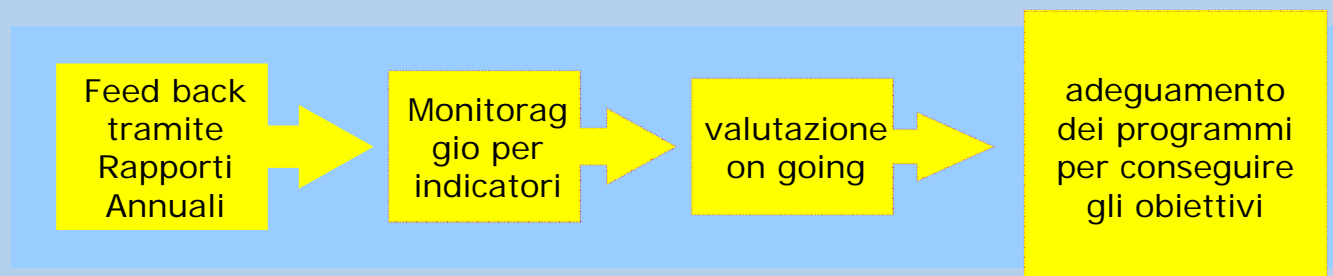 Feed back
tramite
Rapporti
Annuali
Monitorag
gio per
indicatori
valutazione
on going
adeguamento
dei programmi
per conseguire
gli obiettivi